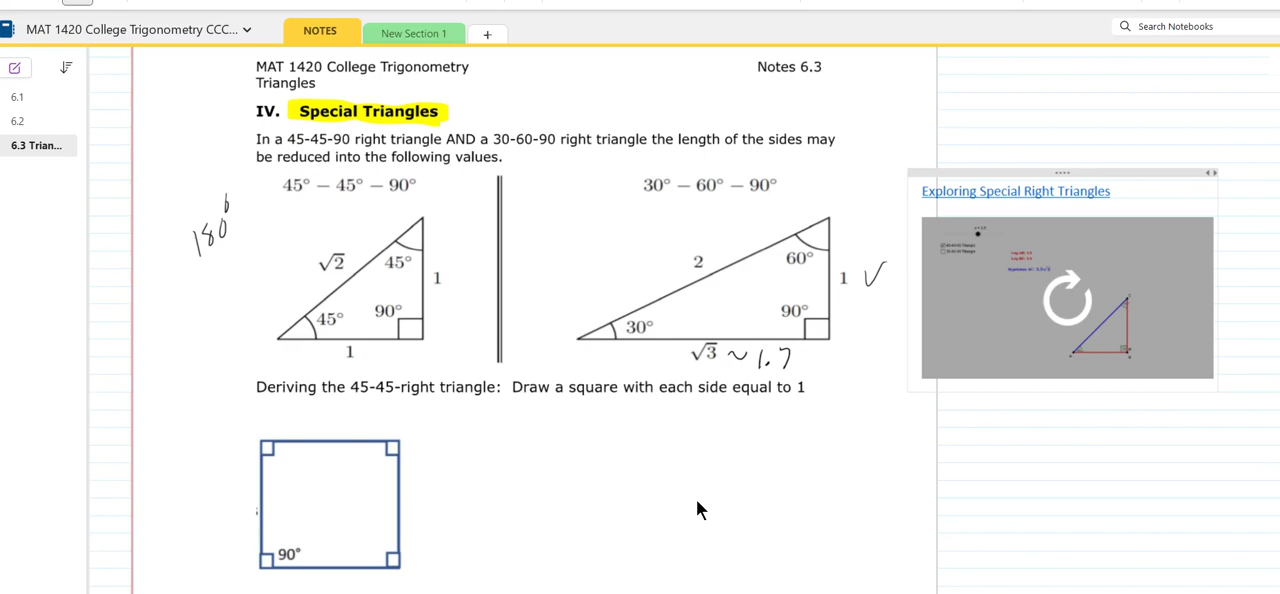 MAT 1420 College Trigonometry CCC...
NOTES
New Section 1
+
Search Notebooks
6.1
6.2
6.3 Trian...
MAT 1420 College Trigonometry
Notes 6.3
Triangles
IV. Special Triangles
In a 45-45-90 right triangle AND a 30-60-90 right triangle the length of the sides may
be reduced into the following values.
45° − 45° − 90°
30° − 60° − 90°
180°
√2
45°
1
90°
45°
1
2
60°
1 ✓
90°
30°
√3 ~ 1.7
Exploring Special Right Triangles
Deriving the 45-45-right triangle: Draw a square with each side equal to 1
90°